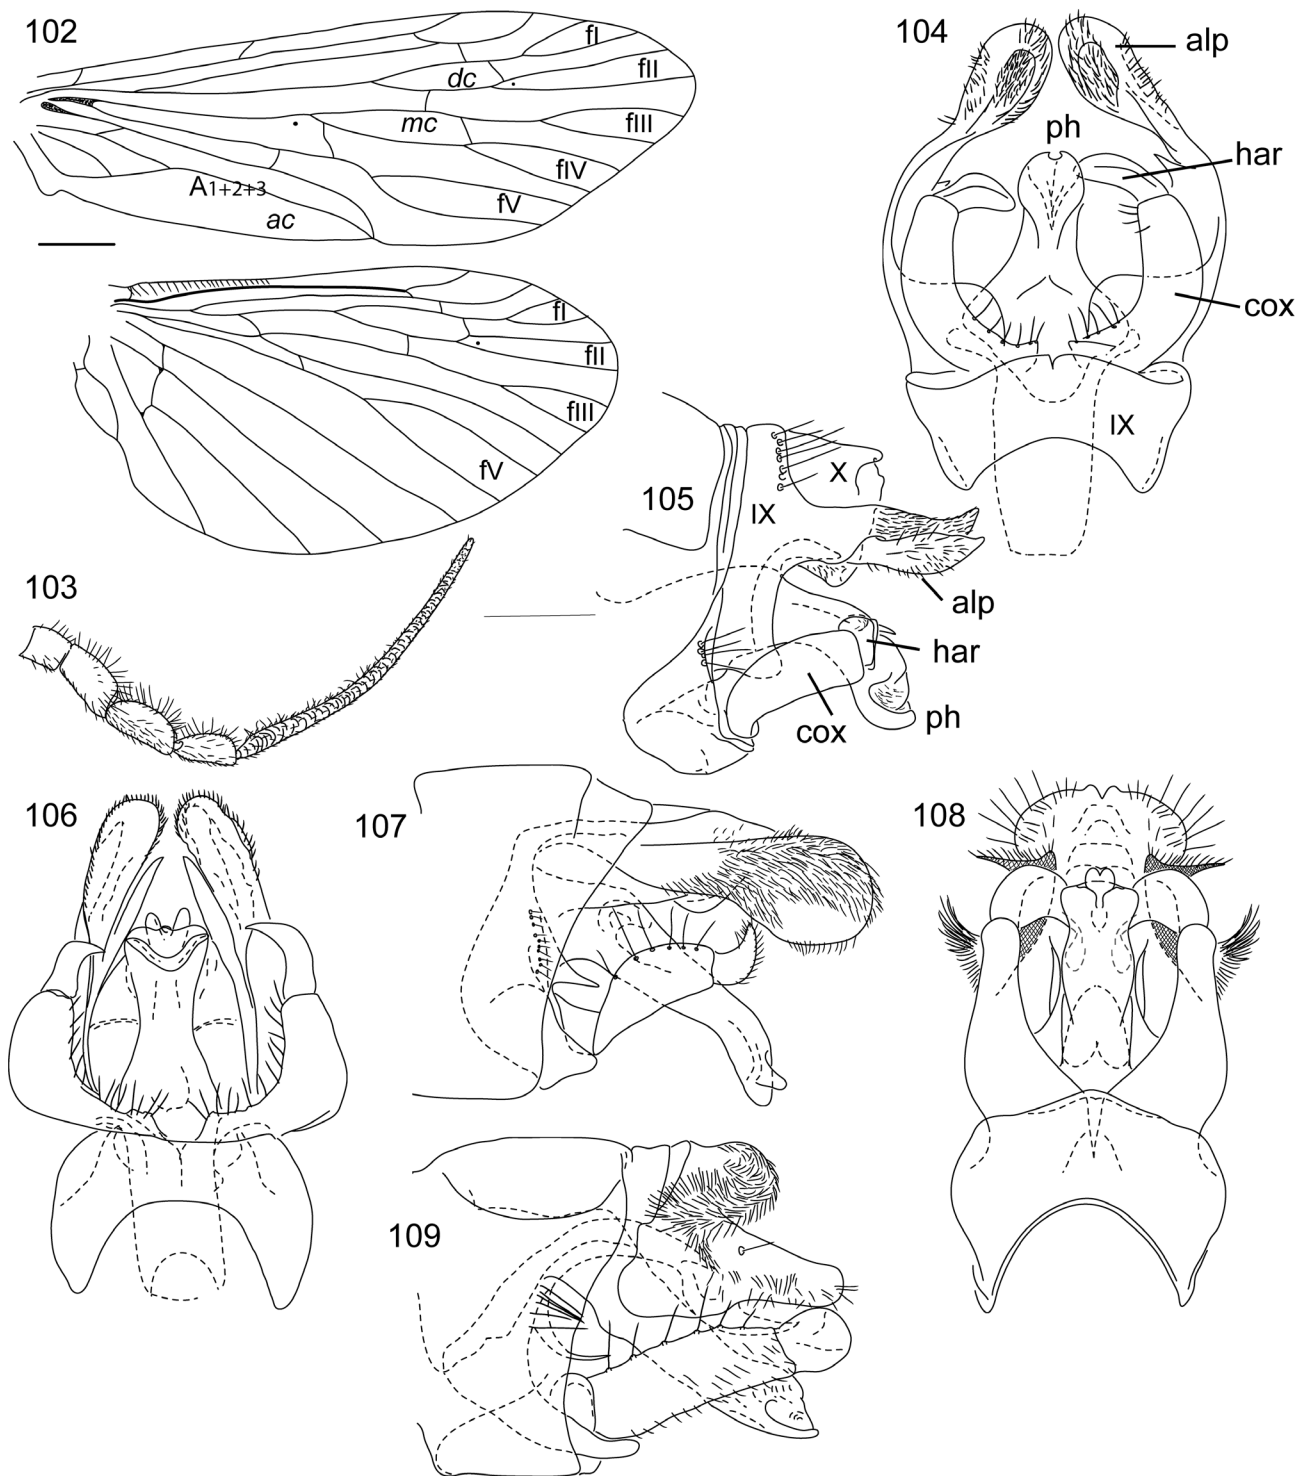 102
fI
fII
dc
mc
fIII
fIV
A1+2+3
fV
ac
fI
fII
fIII
fV
103
104
alp
ph
har
cox
IX
105
X
IX
alp
har
ph
cox
106
107
108
109